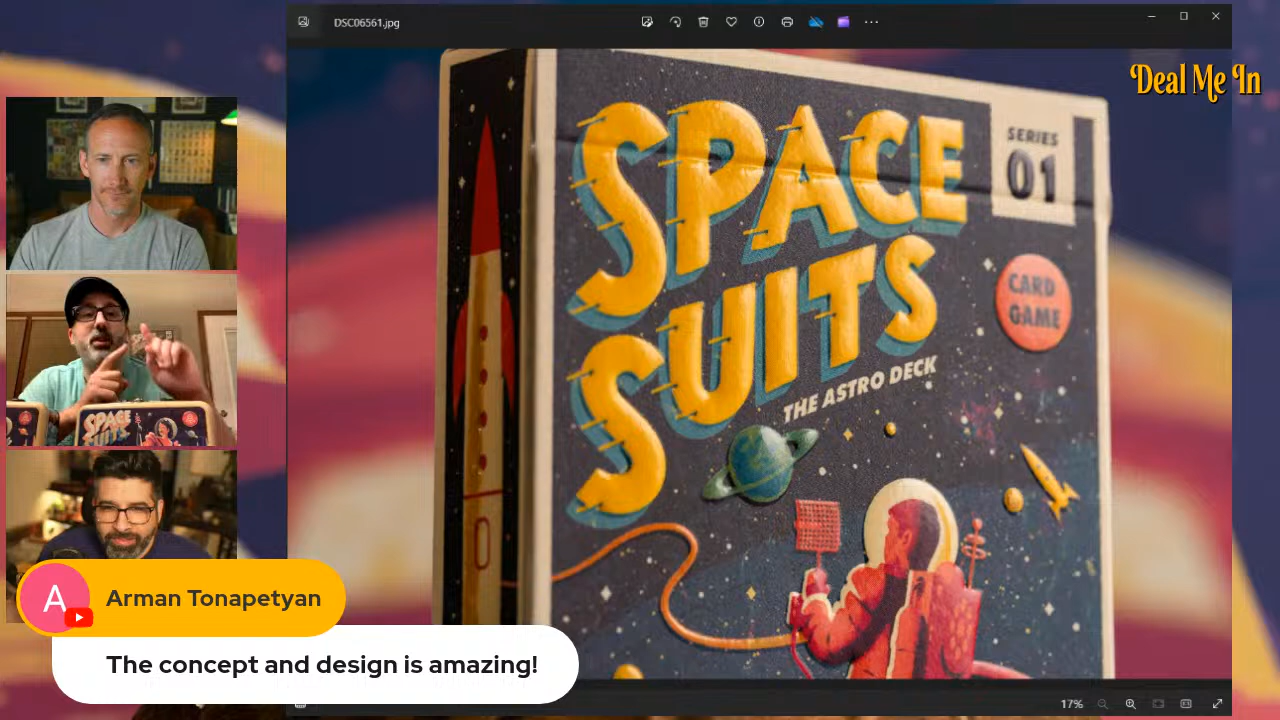 DSC06561.jpg
Deal Me In
SPACE
SUITS
THE ASTRO DECK
SERIES
01
CARD
GAME
SPACE
SUITS
A
Arman Tonapetyan
The concept and design is amazing!
17%